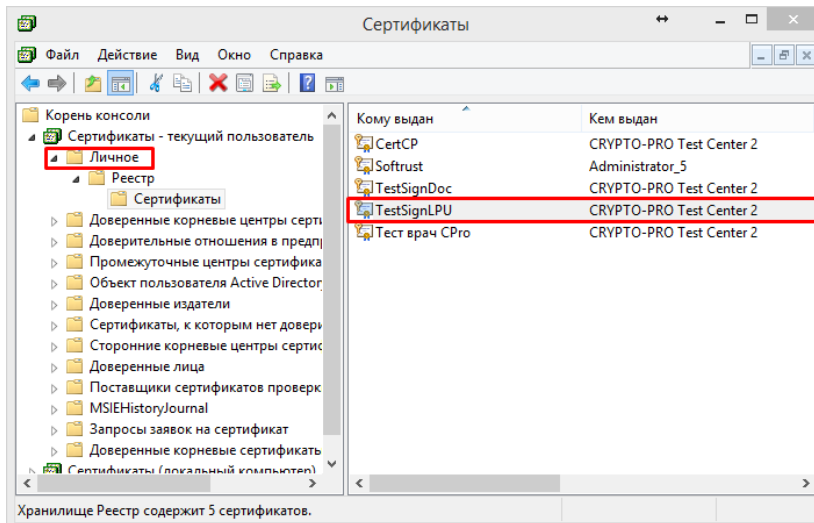 Сертификаты
Файл Действие Вид Окно Справка
Корень консоли
Сертификаты - текущий пользователь
Личное
Реестр
Сертификаты
Доверенные корневые центры серти
Доверительные отношения в предп
Промежуточные центры сертифика
Объект пользователя Active Director
Доверенные издатели
Сертификаты, к которым нет довери
Сторонние корневые центры сертис
Доверенные лица
Поставщики сертификатов проверк
MSIEHistoryJournal
Запросы заявок на сертификат
Доверенные корневые сертификать
Сертификаты (локальный компьютер)
Кому выдан Кем выдан
CertCP CRYPTO-PRO Test Center 2
Softrust Administrator_5
TestSignDoc CRYPTO-PRO Test Center 2
TestSignLPU CRYPTO-PRO Test Center 2
Тест врач CPro CRYPTO-PRO Test Center 2
Хранилище Реестр содержит 5 сертификатов.